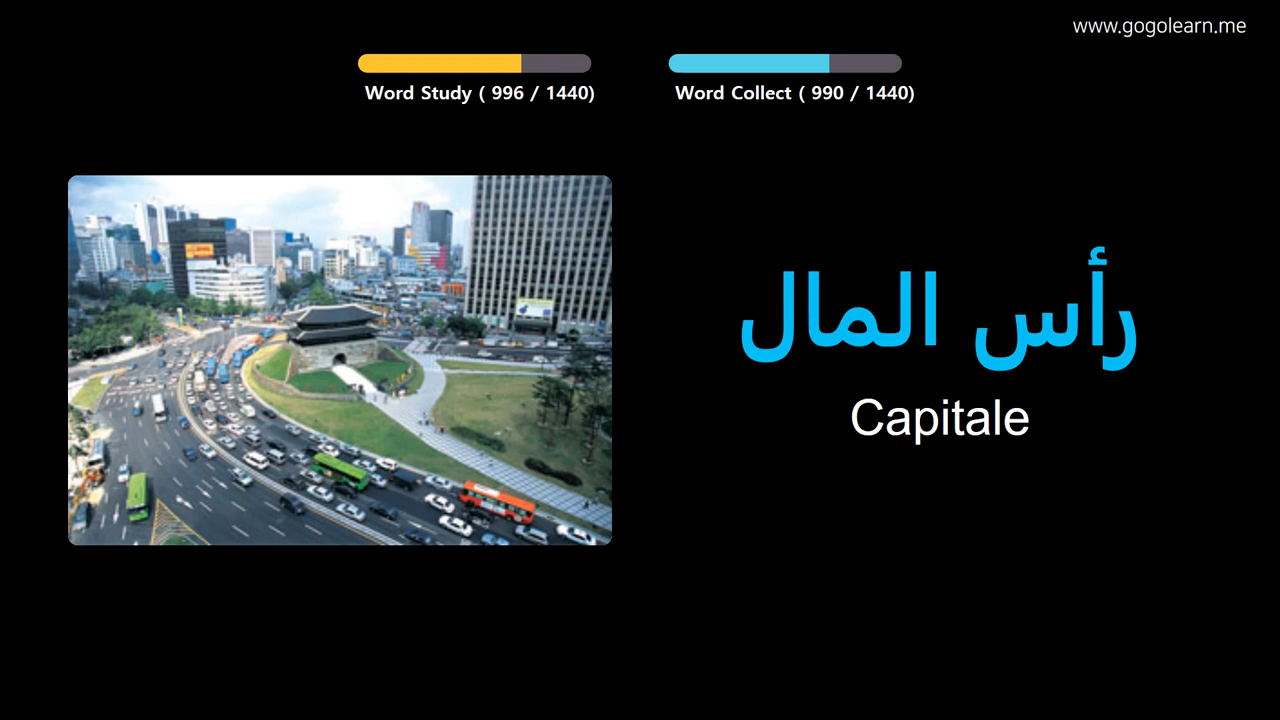 www.gogolearn.me
Word Study ( 996 / 1440)
Word Collect ( 990 / 1440)
رأس المال
Capitale